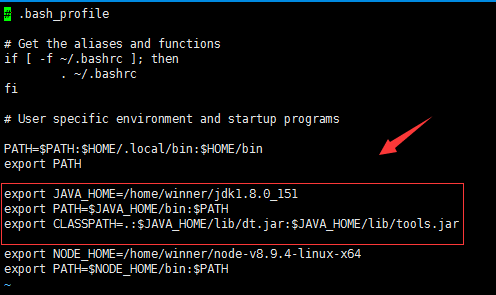 # .bash_profile
# Get the aliases and functions
if [ -f ~/.bashrc ]; then
. ~/.bashrc
fi
# User specific environment and startup programs
PATH=$PATH:$HOME/.local/bin:$HOME/bin
export PATH
export JAVA_HOME=/home/winner/jdk1.8.0_151
export PATH=$JAVA_HOME/bin:$PATH
export CLASSPATH=.:$JAVA_HOME/lib/dt.jar:$JAVA_HOME/lib/tools.jar
export NODE_HOME=/home/winner/node-v8.9.4-linux-x64
export PATH=$NODE_HOME/bin:$PATH
~